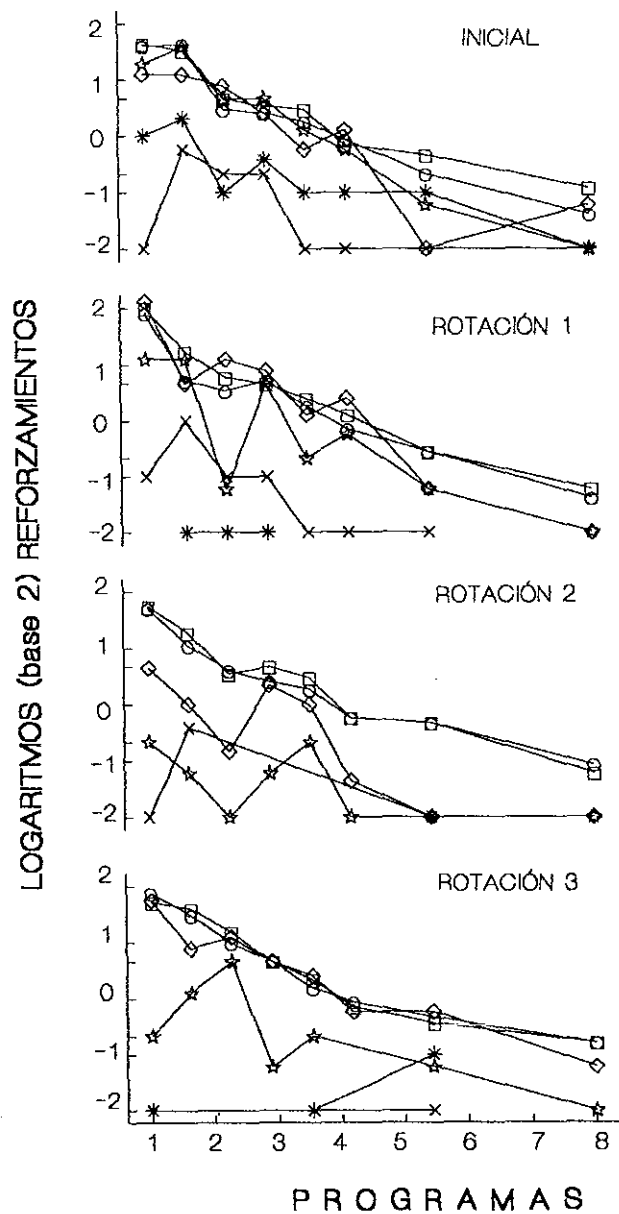 INICIAL
2
1
0
-1
-2
ROTACIÓN 1
2
1
0
-1
-2
ROTACIÓN 2
2
1
0
-1
-2
ROTACIÓN 3
2
1
0
-1
-2
1 2 3 4 5 6 7 8
PROGRAMAS
LOGARITMOS (base 2) REFORZAMIENTOS